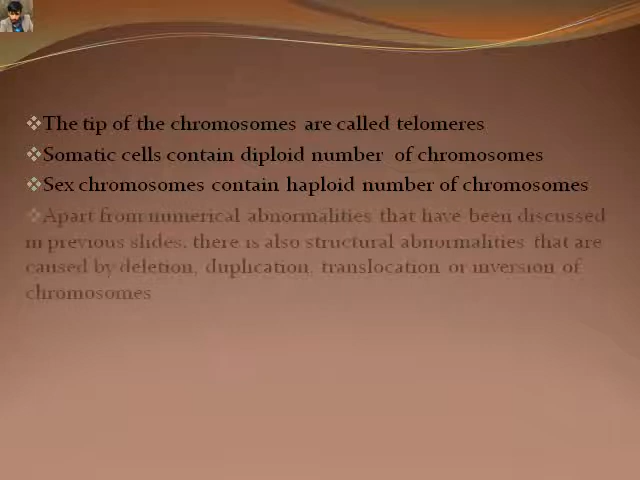 The tip of the chromosomes are called telomeres
Somatic cells contain diploid number of chromosomes
Sex chromosomes contain haploid number of chromosomes
Apart from numerical abnormalities that have been discussed
in previous slides, there is also structural abnormalities that are
caused by deletion, duplication, translocation or inversion of
chromosomes